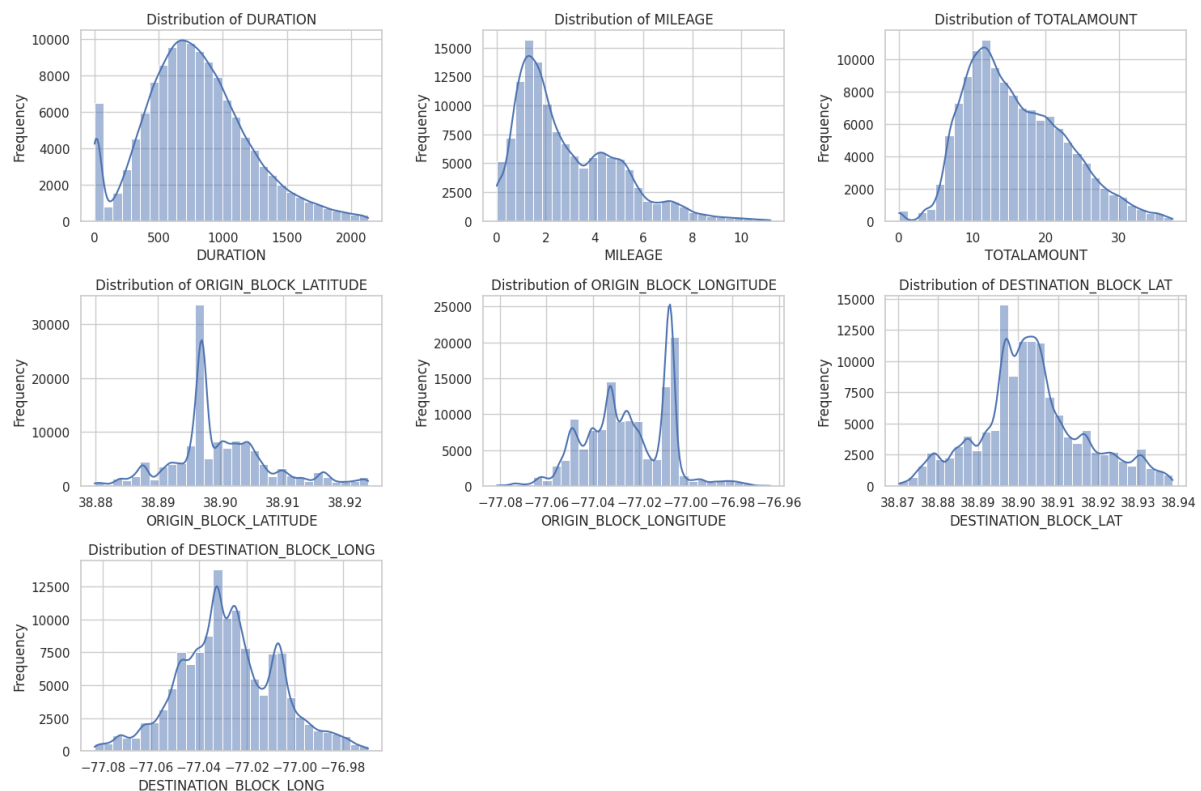 Distribution of DURATION
Frequency
10000
8000
6000
4000
2000
0
0 500 1000 1500 2000
DURATION
Distribution of MILEAGE
Frequency
15000
12500
10000
7500
5000
2500
0
0 2 4 6 8 10
MILEAGE
Distribution of TOTALAMOUNT
Frequency
10000
8000
6000
4000
2000
0
0 10 20 30
TOTALAMOUNT
Distribution of ORIGIN_BLOCK_LATITUDE
Frequency
30000
20000
10000
0
38.88 38.89 38.90 38.91 38.92
ORIGIN_BLOCK_LATITUDE
Distribution of ORIGIN_BLOCK_LONGITUDE
Frequency
25000
20000
15000
10000
5000
0
−77.08 −77.06 −77.04 −77.02 −77.00 −76.98 −76.96
ORIGIN_BLOCK_LONGITUDE
Distribution of DESTINATION_BLOCK_LAT
Frequency
15000
12500
10000
7500
5000
2500
0
38.87 38.88 38.89 38.90 38.91 38.92 38.93 38.94
DESTINATION_BLOCK_LAT
Distribution of DESTINATION_BLOCK_LONG
Frequency
12500
10000
7500
5000
2500
0
−77.08 −77.06 −77.04 −77.02 −77.00 −76.98
DESTINATION_BLOCK_LONG